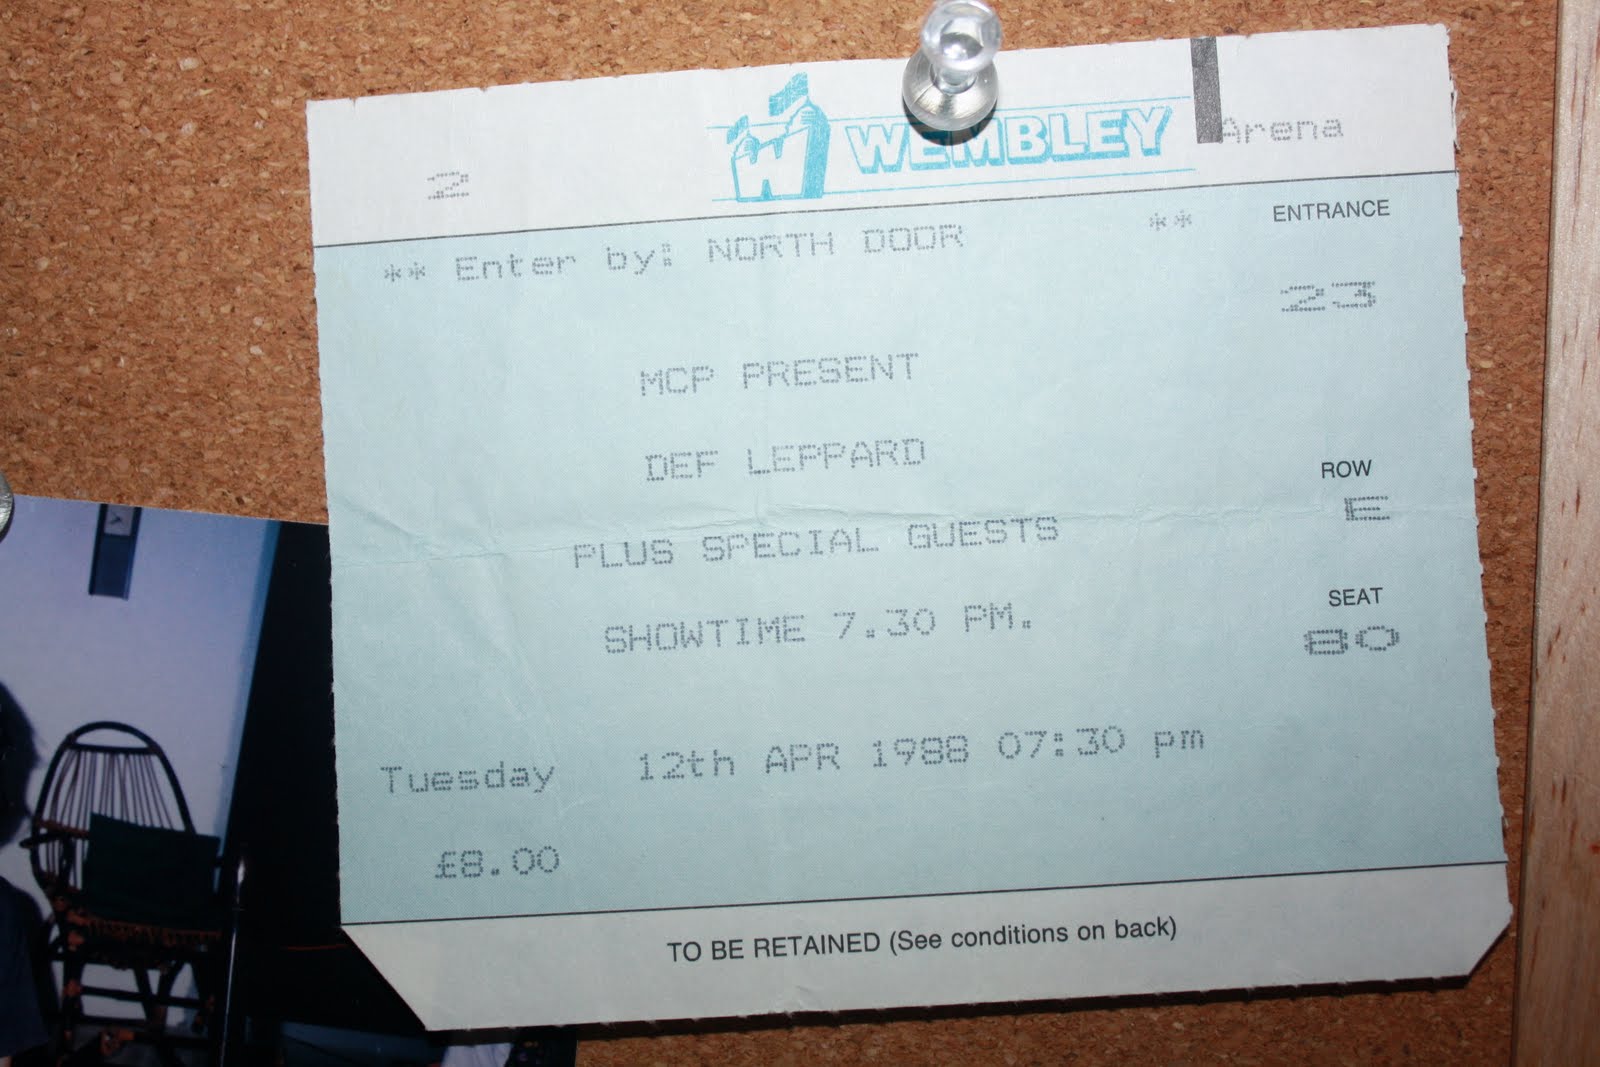 2 WEMBLEY Arena
** Enter by: NORTH DOOR **
ENTRANCE
23
MCP PRESENT
DEF LEPPARD
ROW
E
PLUS SPECIAL GUESTS
SEAT
80
SHOWTIME 7.30 PM.
Tuesday 12th APR 1988 07:30 pm
£8.00
TO BE RETAINED (See conditions on back)